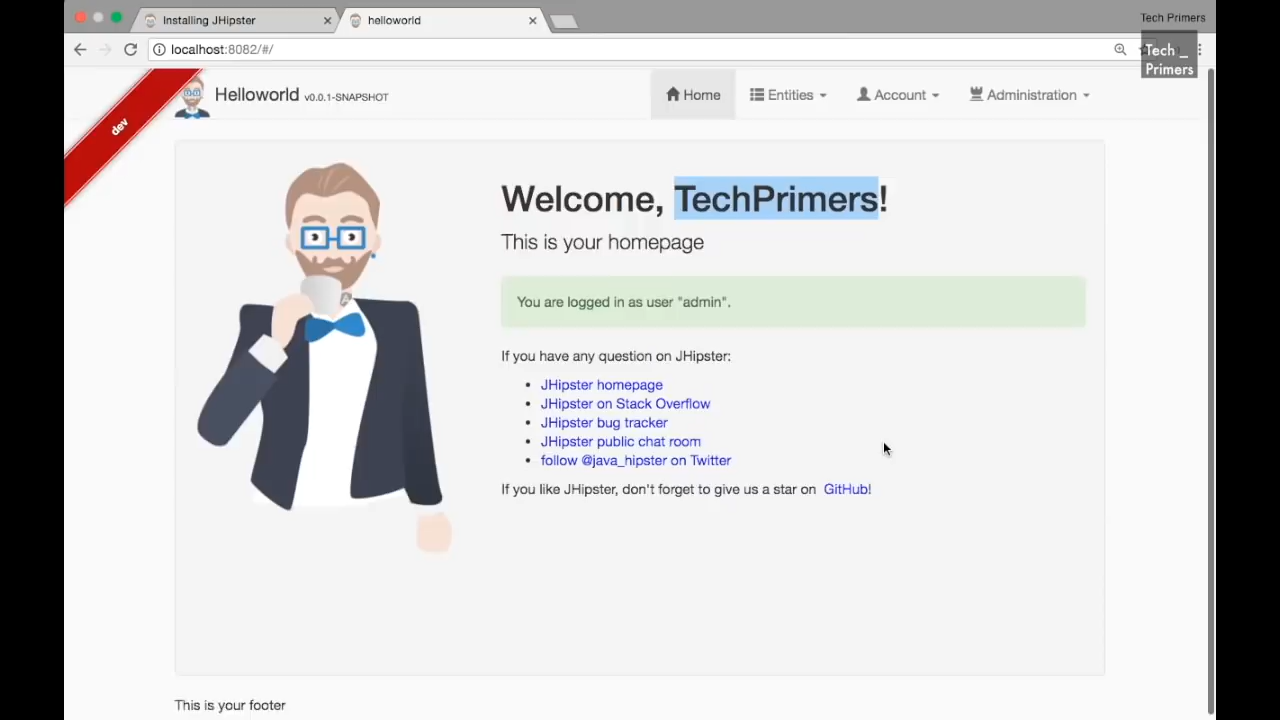 Installing JHipster
helloworld
Tech Primers
localhost:8082/#/
Tech _
Primers
dev
Helloworld v0.0.1-SNAPSHOT
Home
Entities
Account
Administration
Welcome, TechPrimers!
This is your homepage
You are logged in as user "admin".
If you have any question on JHipster:
JHipster homepage
JHipster on Stack Overflow
JHipster bug tracker
JHipster public chat room
follow @java_hipster on Twitter
If you like JHipster, don't forget to give us a star on GitHub!
This is your footer